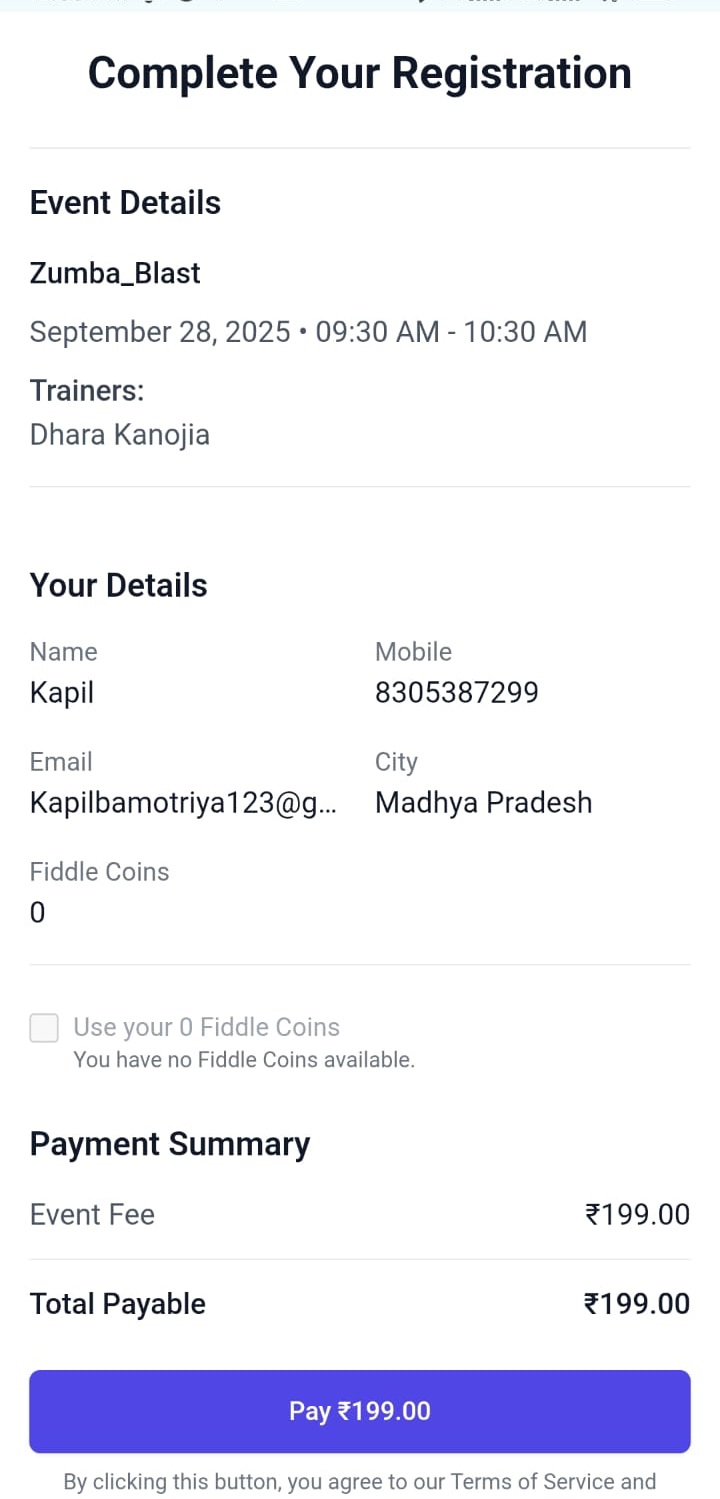 Complete Your Registration
Event Details
Zumba_Blast
September 28, 2025 • 09:30 AM - 10:30 AM
Trainers:
Dhara Kanojia
Your Details
Name
Mobile
Kapil
8305387299
Email
City
Kapilbamotriya123@g...
Madhya Pradesh
Fiddle Coins
0
Use your 0 Fiddle Coins
You have no Fiddle Coins available.
Payment Summary
Event Fee
₹199.00
Total Payable
₹199.00
Pay ₹199.00
By clicking this button, you agree to our Terms of Service and